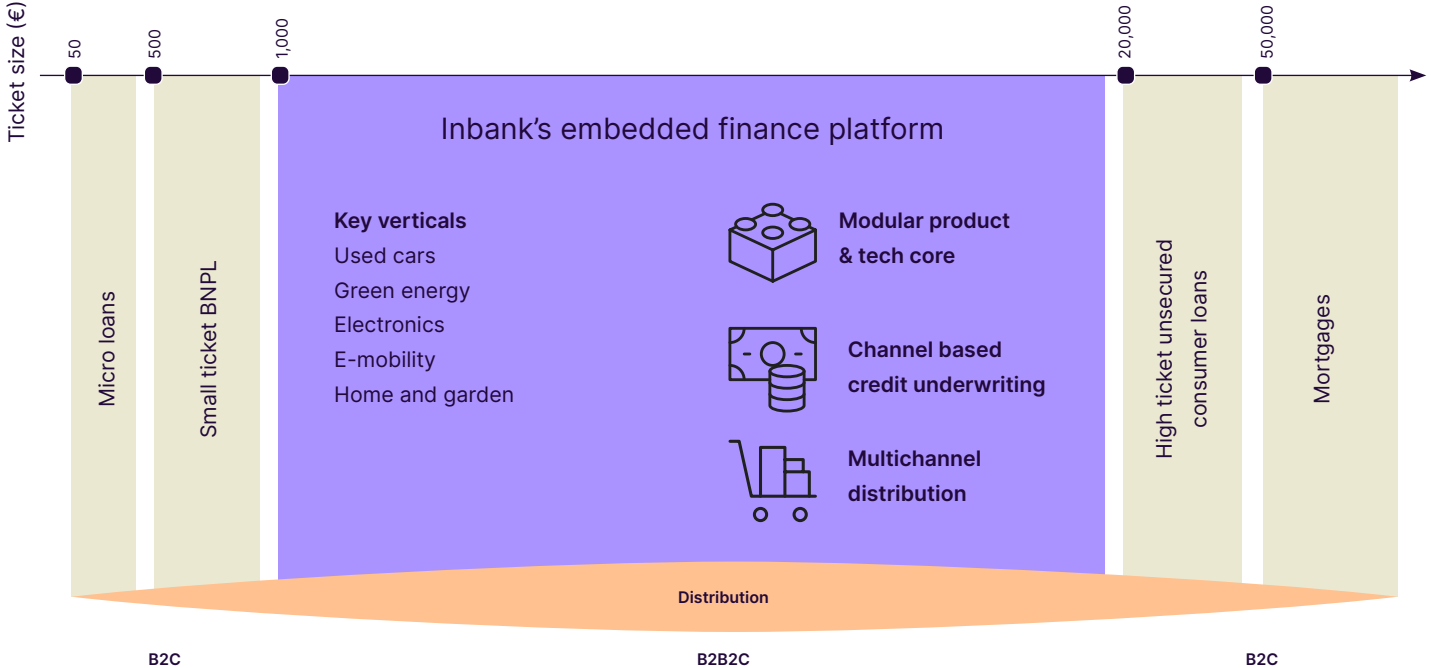 Ticket size (€)
50
500
1,000
20,000
50,000
Inbank’s embedded finance platform
Micro loans
Small ticket BNPL
Key verticals
Used cars
Green energy
Electronics
E-mobility
Home and garden
Modular product
& tech core
Channel based
credit underwriting
Multichannel
distribution
High ticket unsecured
consumer loans
Mortgages
Distribution
B2C
B2B2C
B2C